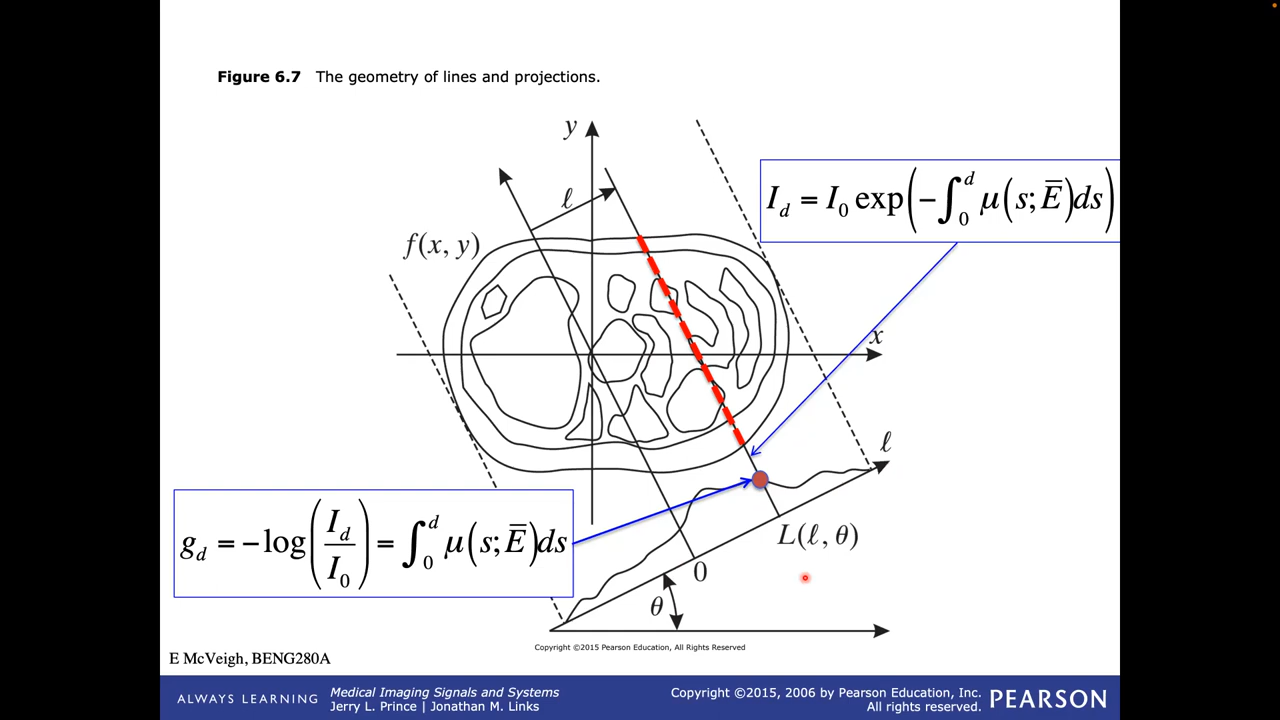 Figure 6.7 The geometry of lines and projections.
y
I_d = I_0 exp(−∫_0^d μ(s; E̅)ds)
ℓ
f(x, y)
x
ℓ
g_d = −log(I_d / I_0) = ∫_0^d μ(s; E̅)ds
L(ℓ, θ)
0
θ
Copyright ©2015 Pearson Education, All Rights Reserved
E McVeigh, BENG280A
ALWAYS LEARNING
Medical Imaging Signals and Systems
Jerry L. Prince | Jonathan M. Links
Copyright ©2015, 2006 by Pearson Education, Inc.
All rights reserved.
PEARSON